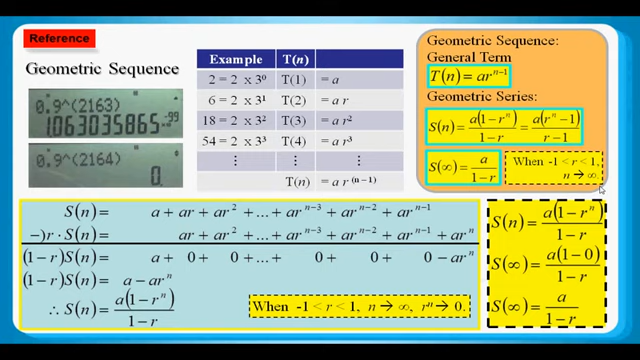 Reference
Geometric Sequence
0.9^(2163)
1.063035865 -99
0.9^(2164)
0.
Example T(n)
2 = 2 x 3⁰ T(1) = a
6 = 2 x 3¹ T(2) = a r
18 = 2 x 3² T(3) = a r²
54 = 2 x 3³ T(4) = a r³
⋮ ⋮ ⋮
T(n) = a r ⁽ⁿ⁻¹⁾
Geometric Sequence:
General Term
T(n) = arⁿ⁻¹
Geometric Series:
S(n) = a(1−rⁿ)/(1−r) = a(rⁿ−1)/(r−1)
S(∞) = a/(1−r)
When -1 < r < 1,
n → ∞.
S(n) = a + ar + ar² + ... + arⁿ⁻³ + arⁿ⁻² + arⁿ⁻¹
−) r · S(n) = ar + ar² + ... + arⁿ⁻³ + arⁿ⁻² + arⁿ⁻¹ + arⁿ
(1−r)S(n) = a + 0 + 0 + ... + 0 + 0 + 0 − arⁿ
(1−r)S(n) = a − arⁿ
∴ S(n) = a(1−rⁿ)/(1−r)
When -1 < r < 1, n → ∞, rⁿ → 0.
S(n) = a(1−rⁿ)/(1−r)
S(∞) = a(1−0)/(1−r)
S(∞) = a/(1−r)